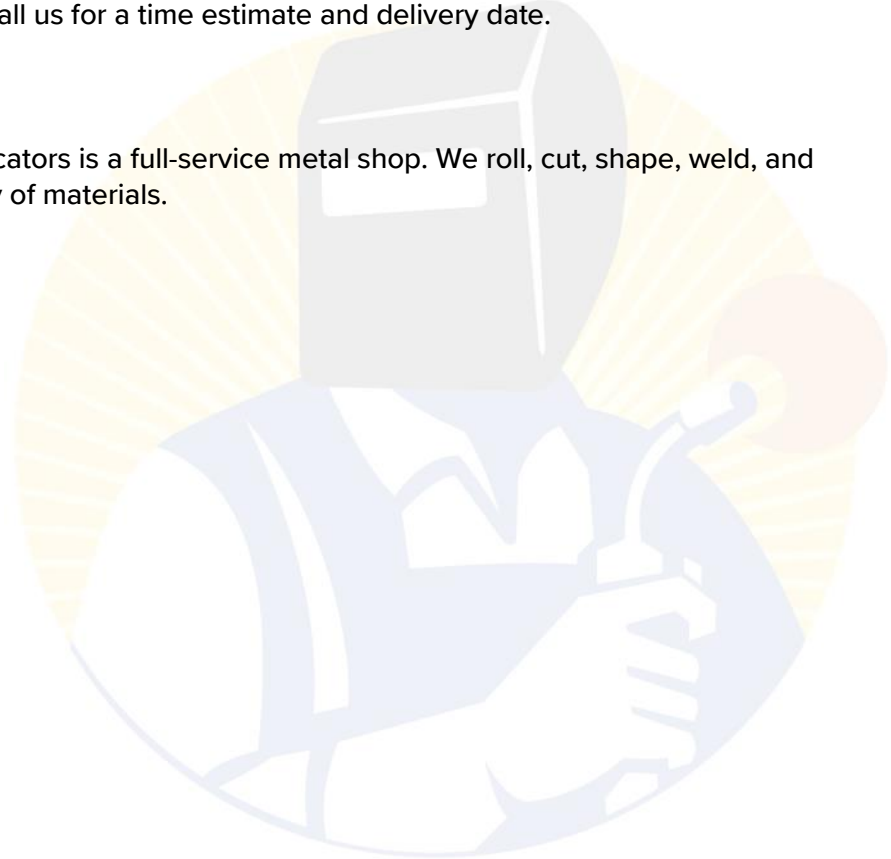 all us for a time estimate and delivery date.
cators is a full-service metal shop. We roll, cut, shape, weld, and
of materials.